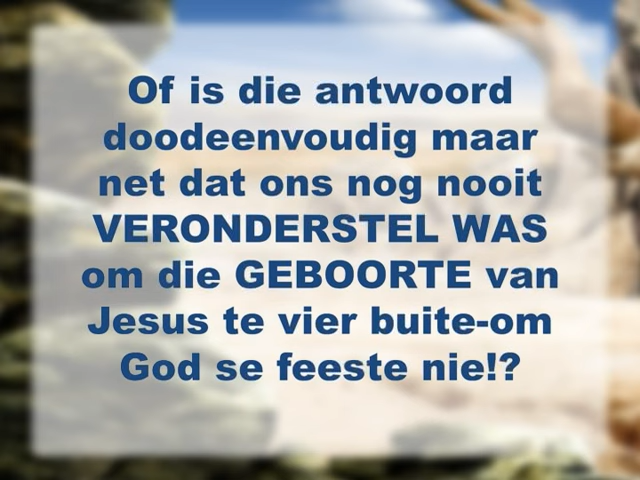 Of is die antwoord
doodeenvoudig maar
net dat ons nog nooit
VERONDERSTEL WAS
om die GEBOORTE van
Jesus te vier buite-om
God se feeste nie!?